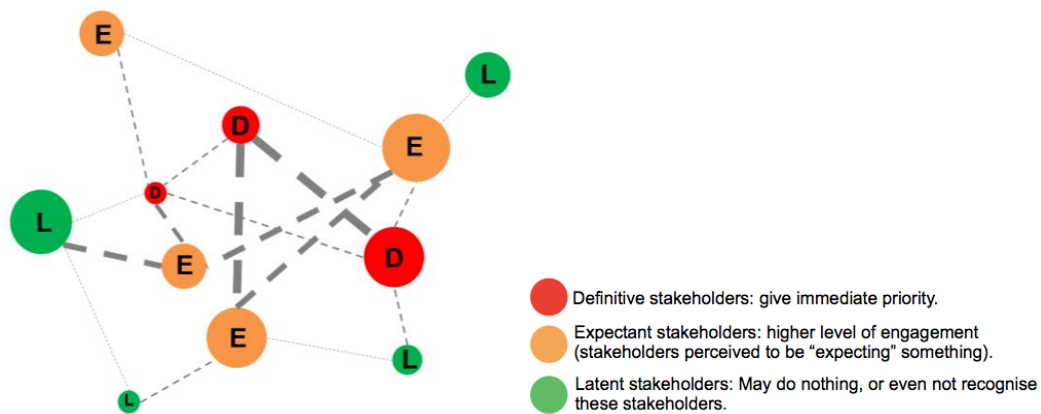 E
L
D
E
D
L
E
D
E
L
L
Definitive stakeholders: give immediate priority.
Expectant stakeholders: higher level of engagement
(stakeholders perceived to be “expecting” something).
Latent stakeholders: May do nothing, or even not recognise
these stakeholders.